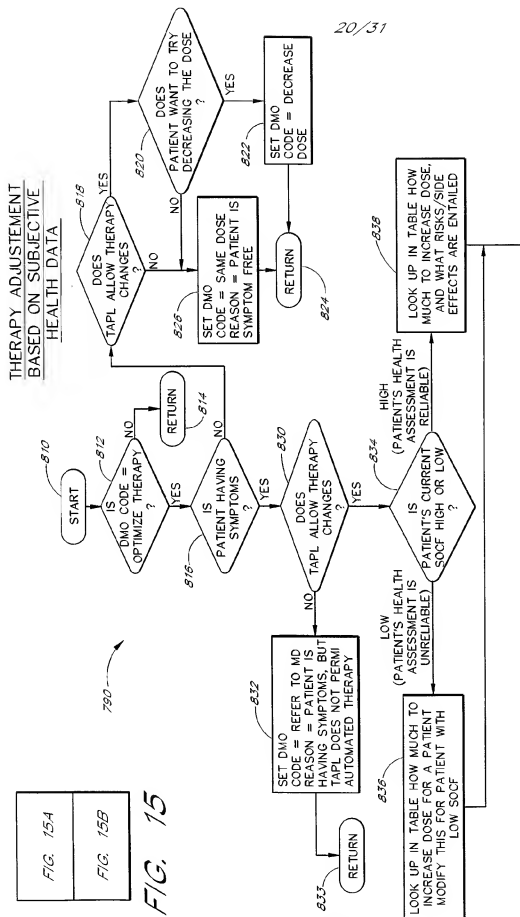 20/31
THERAPY ADJUSTEMENT
BASED ON SUBJECTIVE
HEALTH DATA
FIG. 15A
FIG. 15B
FIG. 15
790
810
START
812
IS
DMO CODE =
OPTIMIZE THERAPY
?
NO
RETURN
814
YES
816
IS
PATIENT HAVING
SYMPTOMS
?
NO
YES
818
DOES
TAPL ALLOW THERAPY
CHANGES
?
YES
NO
820
DOES
PATIENT WANT TO TRY
DECREASING THE DOSE
?
NO
YES
822
SET DMO
CODE = DECREASE
DOSE
826
SET DMO
CODE = SAME DOSE
REASON = PATIENT IS
SYMPTOM FREE
RETURN
824
830
DOES
TAPL ALLOW THERAPY
CHANGES
?
NO
YES
832
SET DMO
CODE = REFER TO MD
REASON = PATIENT IS
HAVING SYMPTOMS, BUT
TAPL DOES NOT PERMI
AUTOMATED THERAPY
RETURN
833
834
IS
PATIENT'S CURRENT
SOCF HIGH OR LOW
?
LOW
(PATIENT'S HEALTH
ASSESSMENT IS
UNRELIABLE)
HIGH
(PATIENT'S HEALTH
ASSESSMENT IS
RELIABLE)
836
LOOK UP IN TABLE HOW MUCH TO
INCREASE DOSE FOR A PATIENT
MODIFY THIS FOR PATIENT WITH
LOW SOCF
838
LOOK UP IN TABLE HOW
MUCH TO INCREASE DOSE,
AND WHAT RISKS/SIDE
EFFECTS ARE ENTAILED